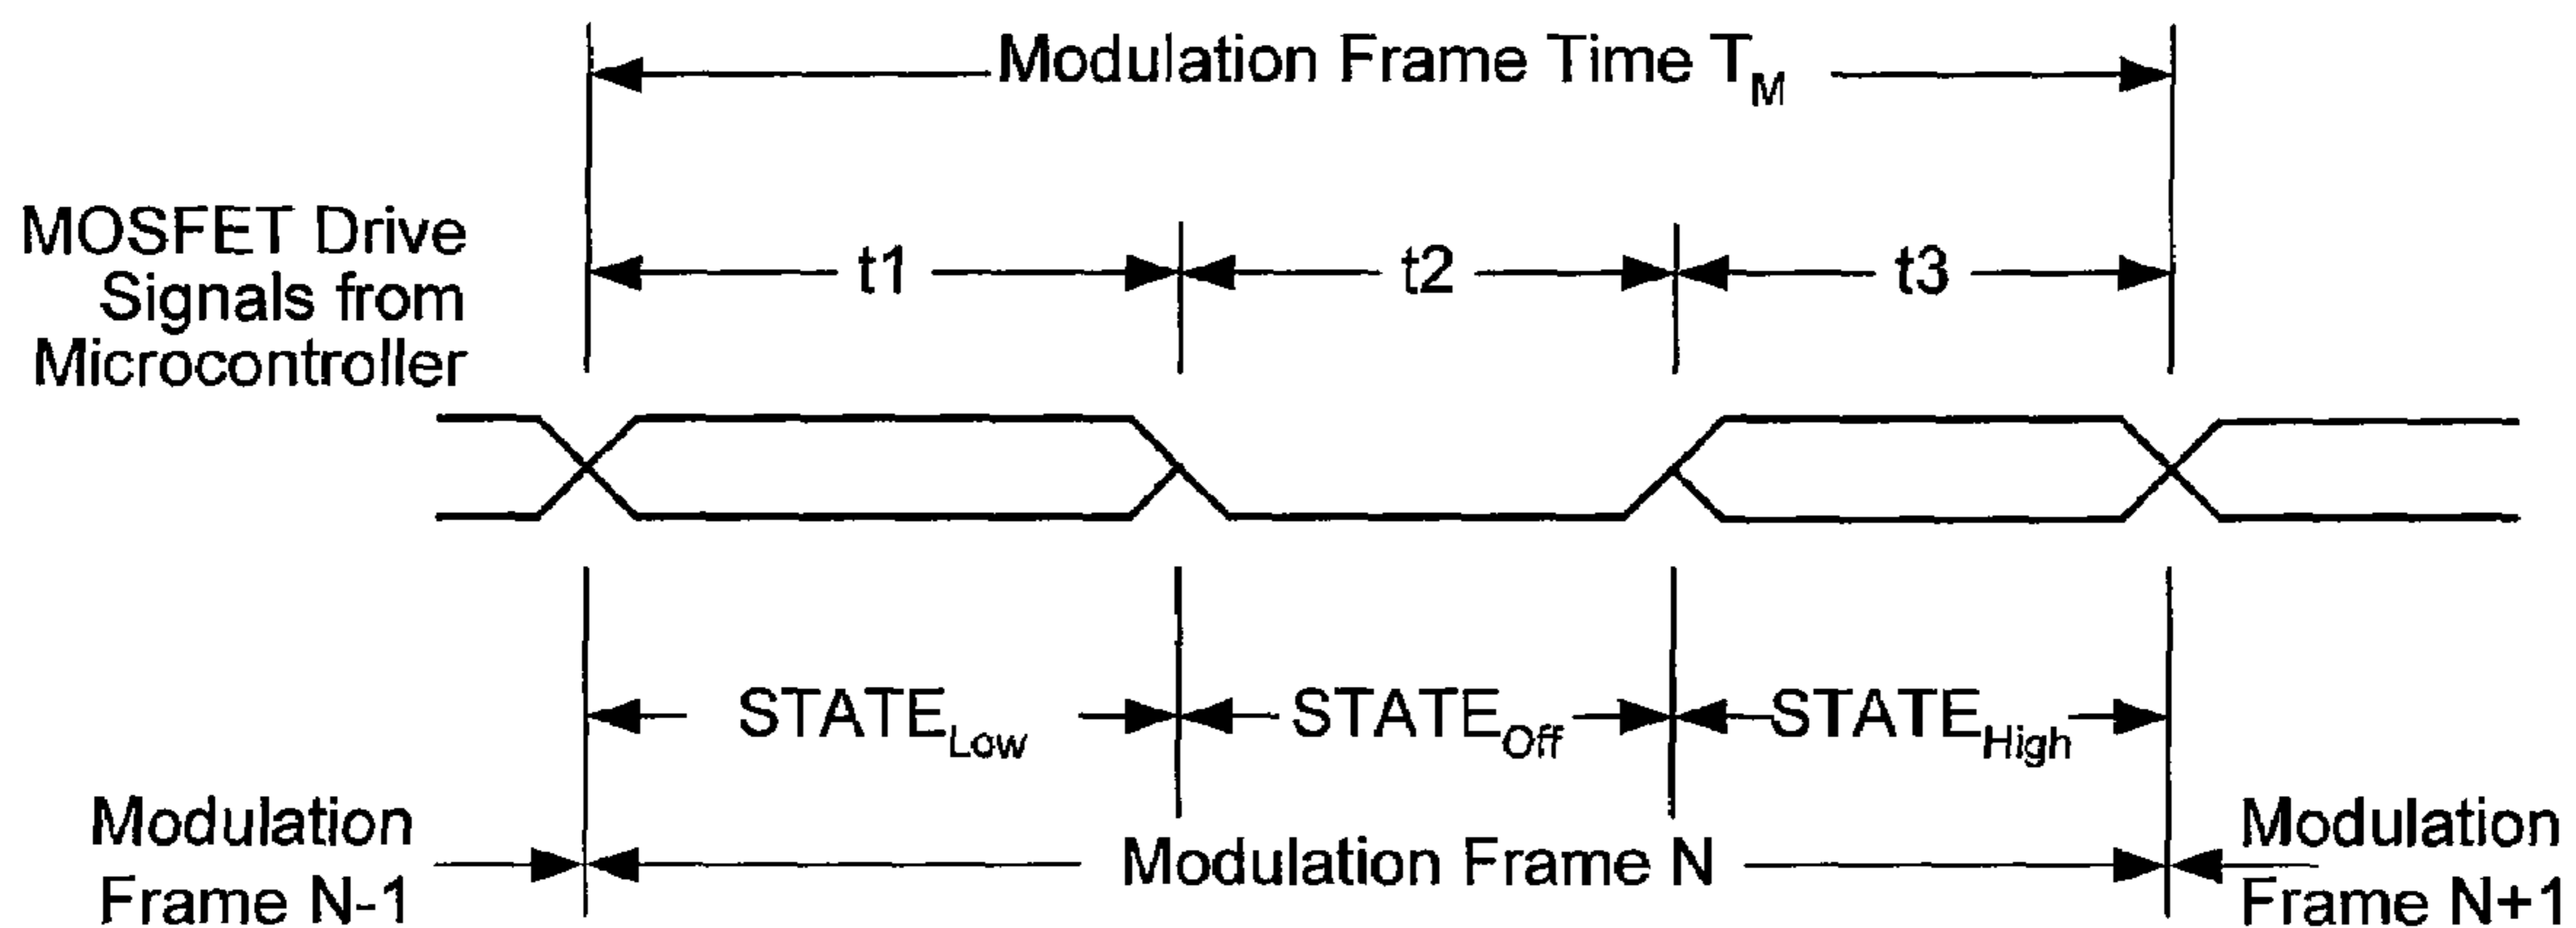 Modulation Frame Time T_M
MOSFET Drive
Signals from
Microcontroller
t1
t2
t3
STATE_Low
STATE_Off
STATE_High
Modulation
Frame N-1
Modulation Frame N
Modulation
Frame N+1